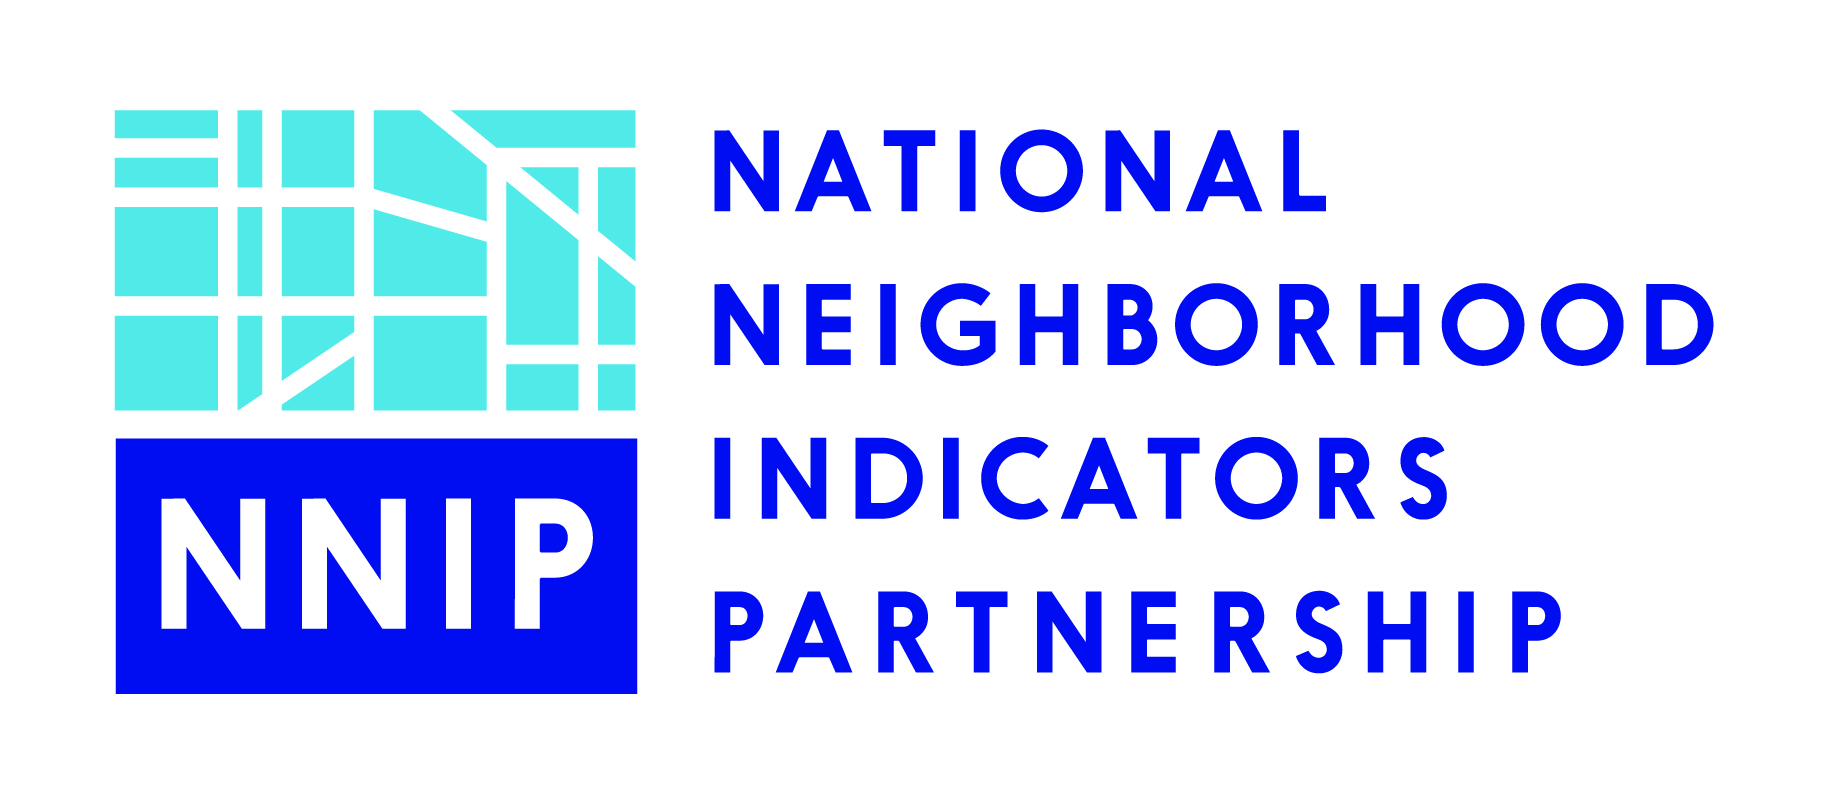 NNIP
NATIONAL
NEIGHBORHOOD
INDICATORS
PARTNERSHIP